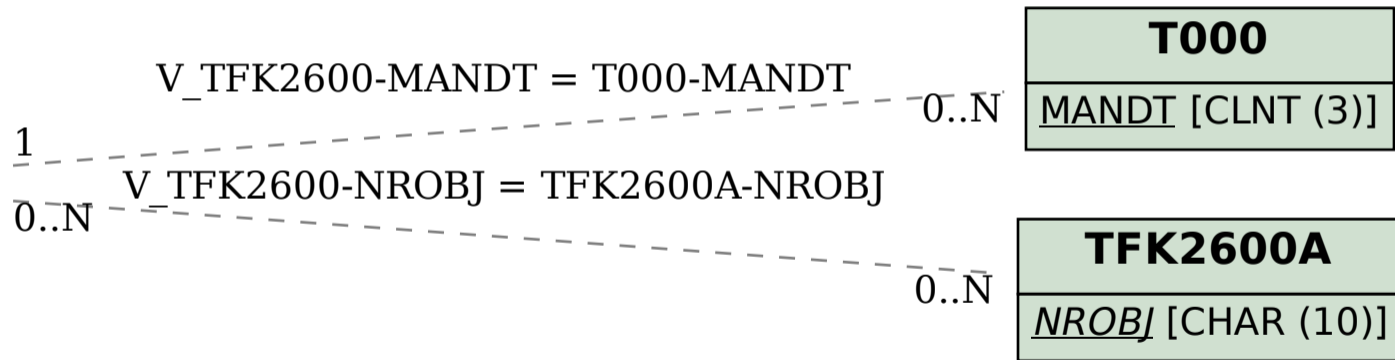 V_TFK2600-MANDT = T000-MANDT
1
0..N
T000
MANDT [CLNT (3)]
V_TFK2600-NROBJ = TFK2600A-NROBJ
0..N
0..N
TFK2600A
NROBJ [CHAR (10)]